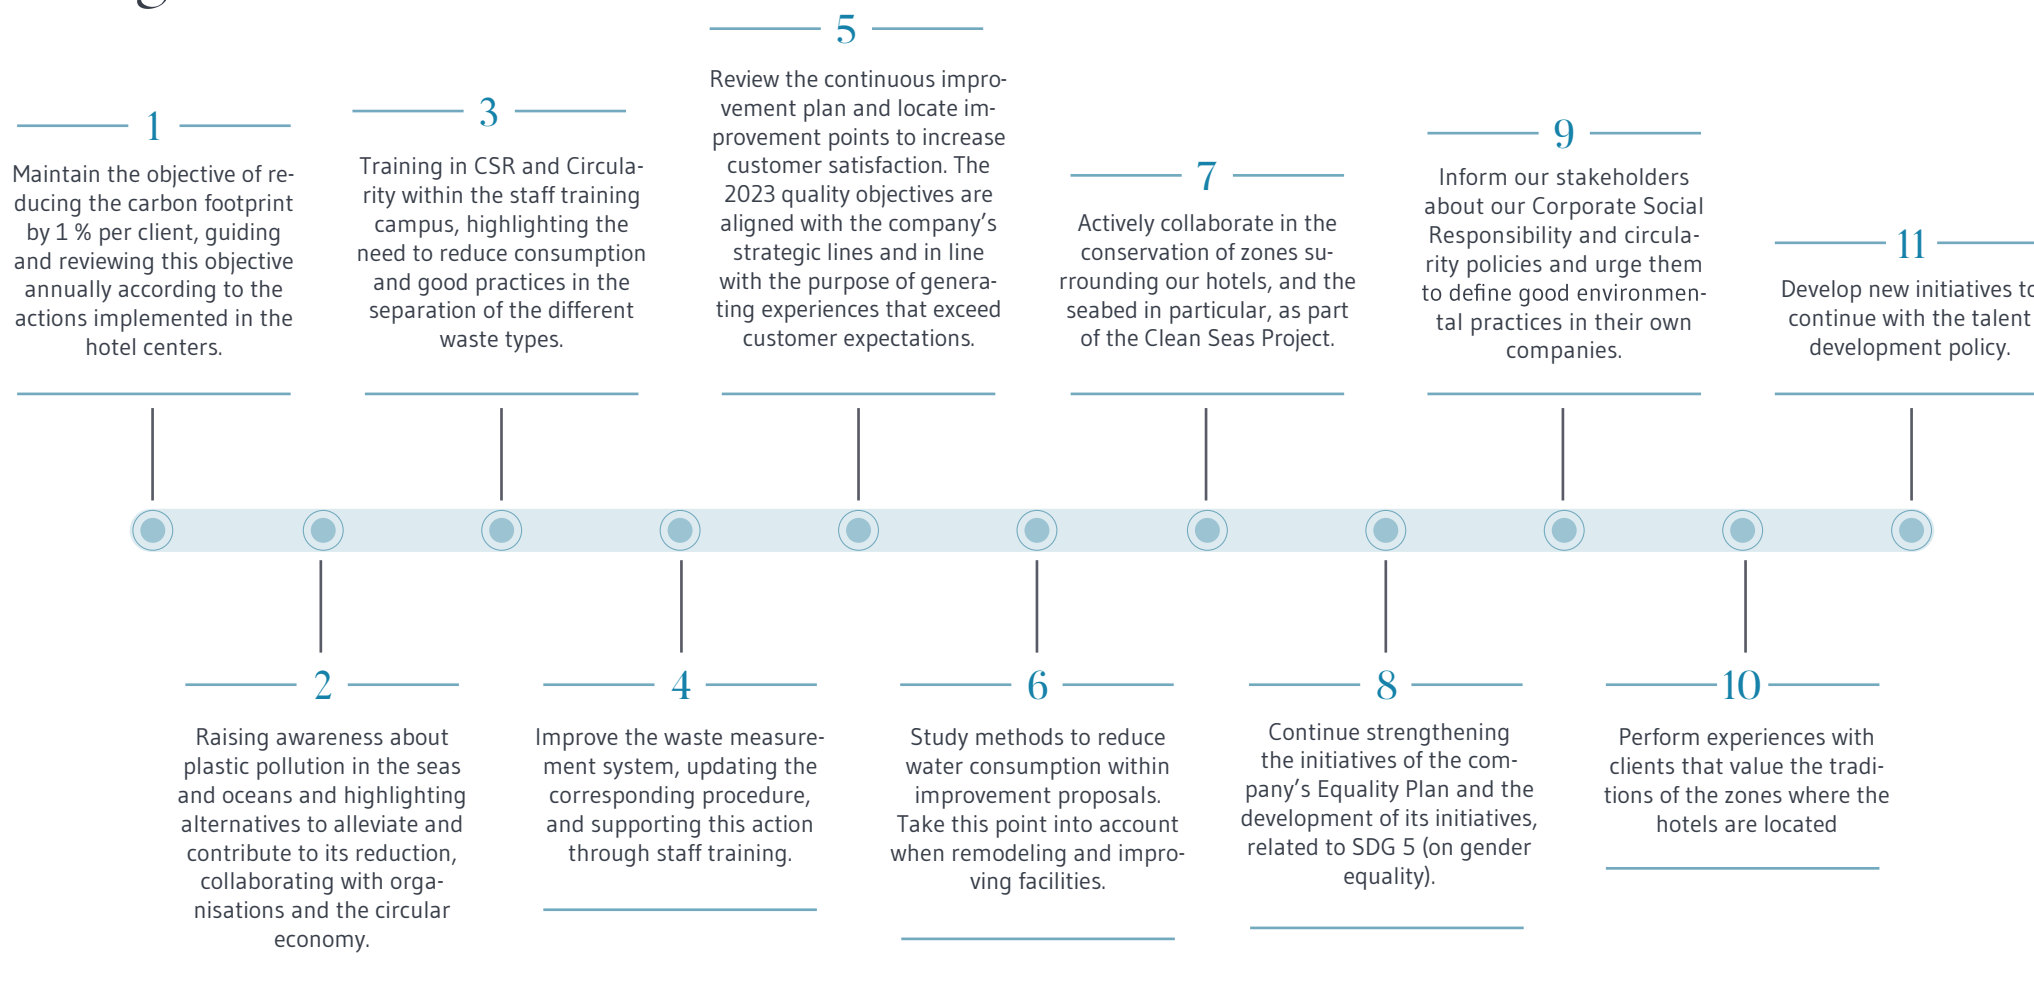 1
Maintain the objective of re-
ducing the carbon footprint
by 1 % per client, guiding
and reviewing this objective
annually according to the
actions implemented in the
hotel centers.
2
Raising awareness about
plastic pollution in the seas
and oceans and highlighting
alternatives to alleviate and
contribute to its reduction,
collaborating with orga-
nisations and the circular
economy.
3
Training in CSR and Circula-
rity within the staff training
campus, highlighting the
need to reduce consumption
and good practices in the
separation of the different
waste types.
4
Improve the waste measure-
ment system, updating the
corresponding procedure,
and supporting this action
through staff training.
5
Review the continuous impro-
vement plan and locate im-
provement points to increase
customer satisfaction. The
2023 quality objectives are
aligned with the company’s
strategic lines and in line
with the purpose of genera-
ting experiences that exceed
customer expectations.
6
Study methods to reduce
water consumption within
improvement proposals.
Take this point into account
when remodeling and impro-
ving facilities.
7
Actively collaborate in the
conservation of zones su-
rrounding our hotels, and the
seabed in particular, as part
of the Clean Seas Project.
8
Continue strengthening
the initiatives of the com-
pany’s Equality Plan and the
development of its initiatives,
related to SDG 5 (on gender
equality).
9
Inform our stakeholders
about our Corporate Social
Responsibility and circula-
rity policies and urge them
to define good environmen-
tal practices in their own
companies.
10
Perform experiences with
clients that value the tradi-
tions of the zones where the
hotels are located
11
Develop new initiatives to
continue with the talent
development policy.